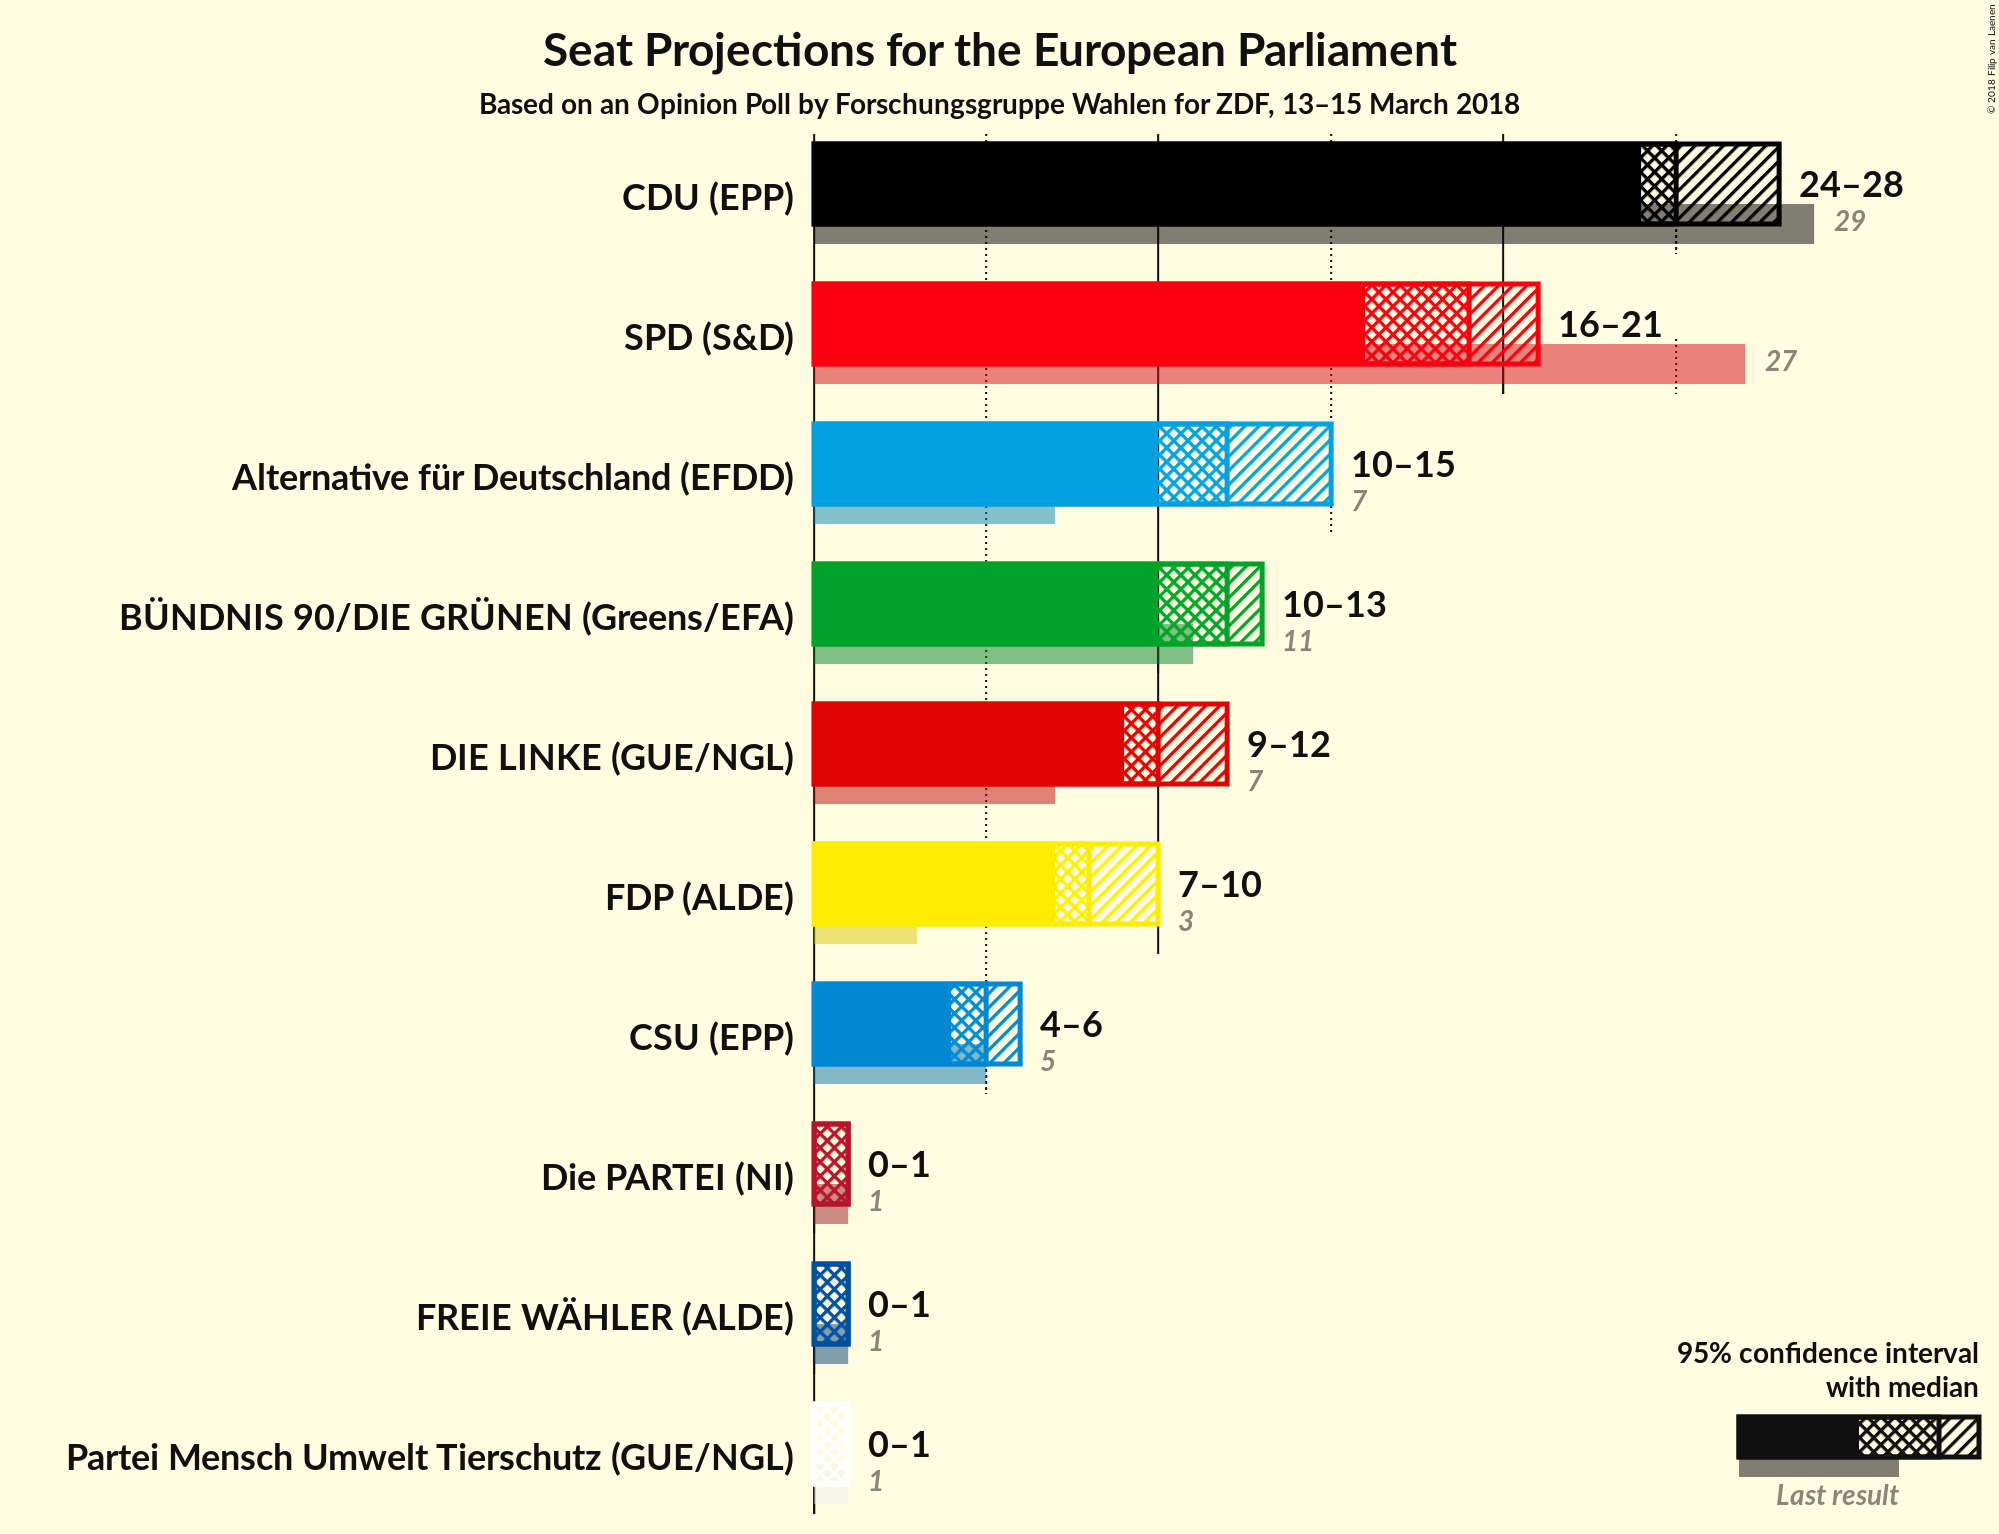 Seat Projections for the European Parliament
Based on an Opinion Poll by Forschungsgruppe Wahlen for ZDF, 13–15 March 2018
© 2018 Filip van Laenen
CDU (EPP)
24–28
29
SPD (S&D)
16–21
27
Alternative für Deutschland (EFDD)
10–15
7
BÜNDNIS 90/DIE GRÜNEN (Greens/EFA)
10–13
11
DIE LINKE (GUE/NGL)
9–12
7
FDP (ALDE)
7–10
3
CSU (EPP)
4–6
5
Die PARTEI (NI)
0–1
1
FREIE WÄHLER (ALDE)
0–1
1
Partei Mensch Umwelt Tierschutz (GUE/NGL)
0–1
1
95% confidence interval
with median
Last result